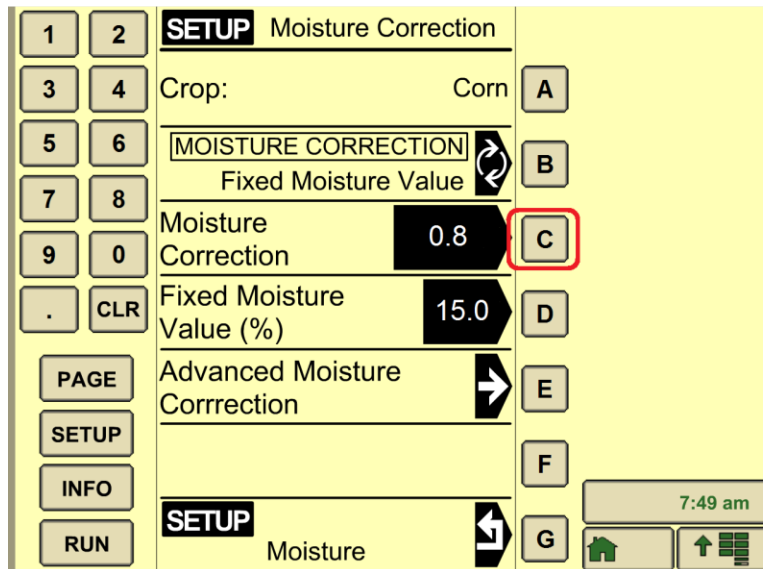 1 2
SETUP Moisture Correction
3 4
Crop: Corn A
5 6
MOISTURE CORRECTION
Fixed Moisture Value B
7 8
Moisture
Correction 0.8 C
9 0
Fixed Moisture
Value (%) 15.0 D
. CLR
Advanced Moisture
Corrrection E
PAGE
SETUP
F
INFO
7:49 am
SETUP
Moisture G
RUN